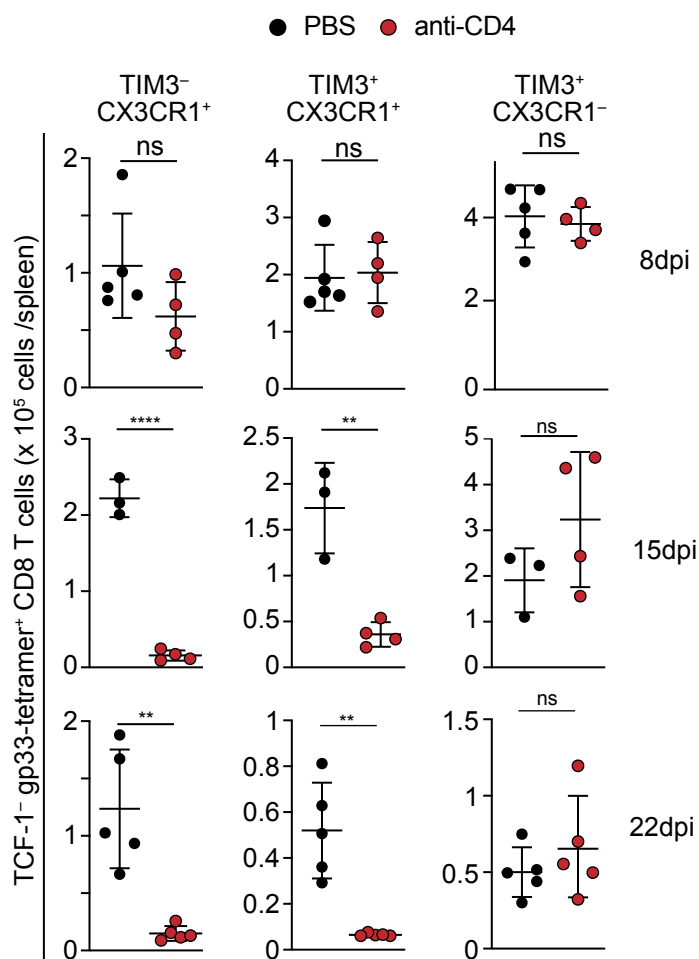 PBS anti-CD4
TIM3⁻ TIM3⁺ TIM3⁺
CX3CR1⁺ CX3CR1⁺ CX3CR1⁻
TCF-1⁻ gp33-tetramer⁺ CD8 T cells (x 10⁵ cells /spleen)
ns ns ns
2 4
3
1 2 4
1 2
0 0 0
8dpi
**** ** ns
3 2.5 5
2 2 4
1.5 3
1 1 2
0.5 1
0 0 0
15dpi
** ** ns
2 1 1.5
0.8
1 0.6 1
0.4 0.5
0.2
0 0 0
22dpi